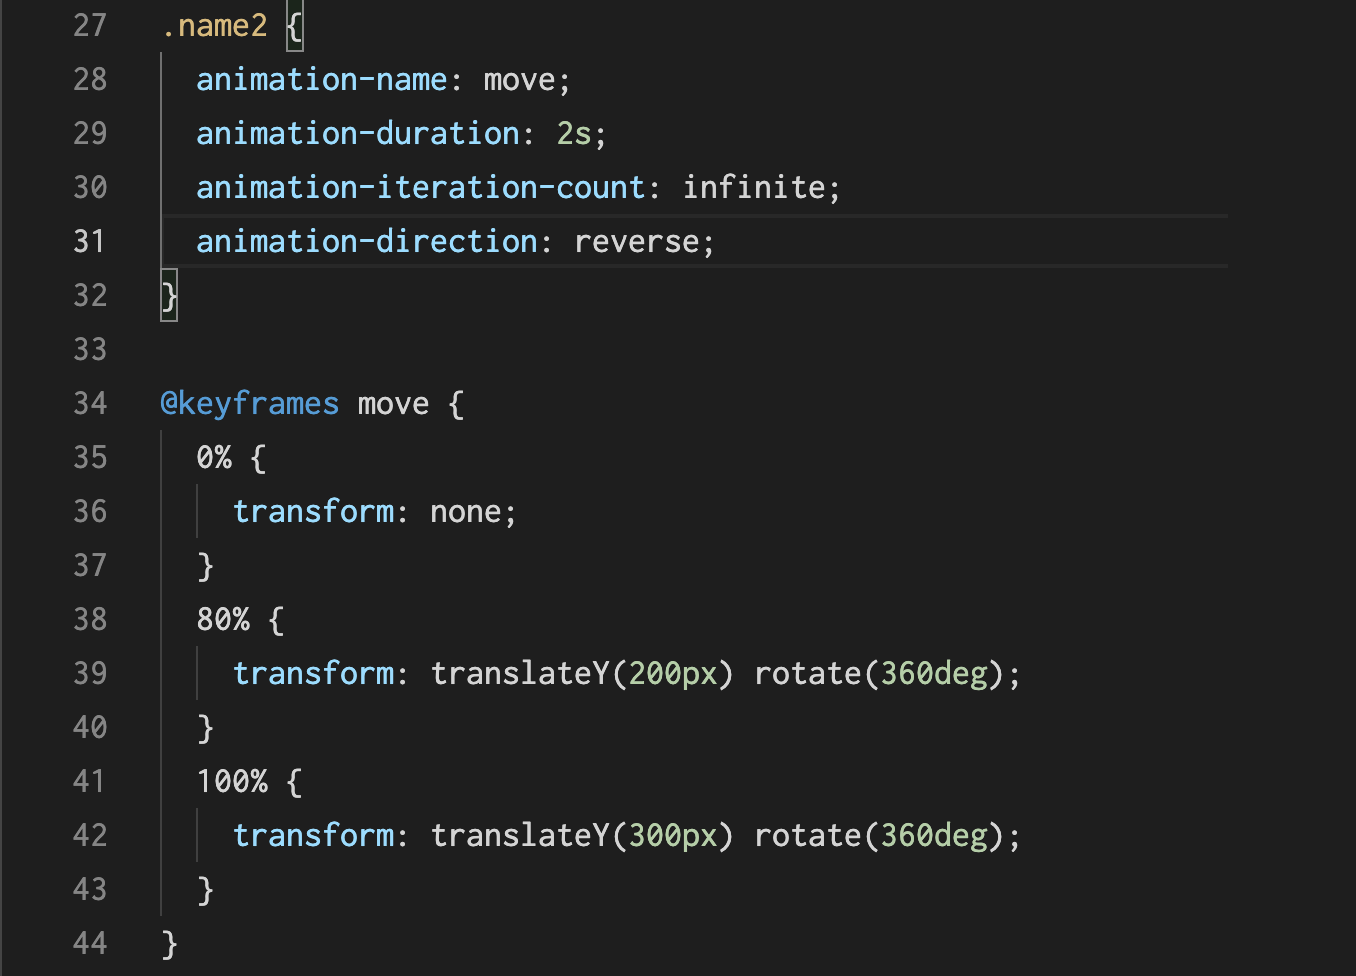 27 .name2 {
28 animation-name: move;
29 animation-duration: 2s;
30 animation-iteration-count: infinite;
31 animation-direction: reverse;
32 }
33
34 @keyframes move {
35 0% {
36 transform: none;
37 }
38 80% {
39 transform: translateY(200px) rotate(360deg);
40 }
41 100% {
42 transform: translateY(300px) rotate(360deg);
43 }
44 }